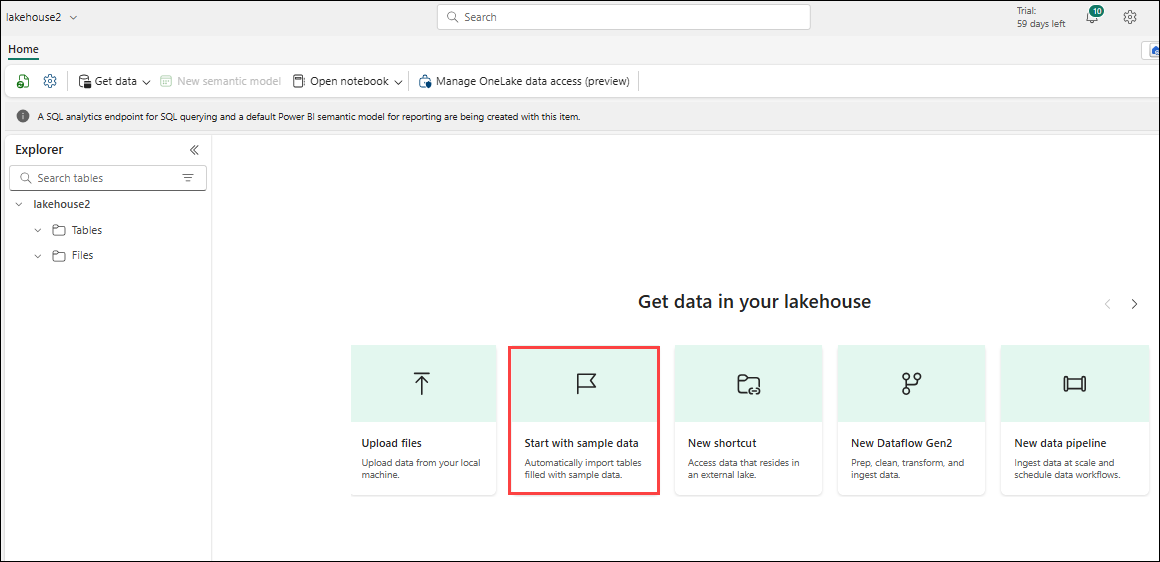 lakehouse2
Search
Trial:
59 days left
10
Home
Get data
New semantic model
Open notebook
Manage OneLake data access (preview)
A SQL analytics endpoint for SQL querying and a default Power BI semantic model for reporting are being created with this item.
Explorer
Search tables
lakehouse2
Tables
Files
Get data in your lakehouse
Upload files
Upload data from your local
machine.
Start with sample data
Automatically import tables
filled with sample data.
New shortcut
Access data that resides in
an external lake.
New Dataflow Gen2
Prep, clean, transform, and
ingest data.
New data pipeline
Ingest data at scale and
schedule data workflows.